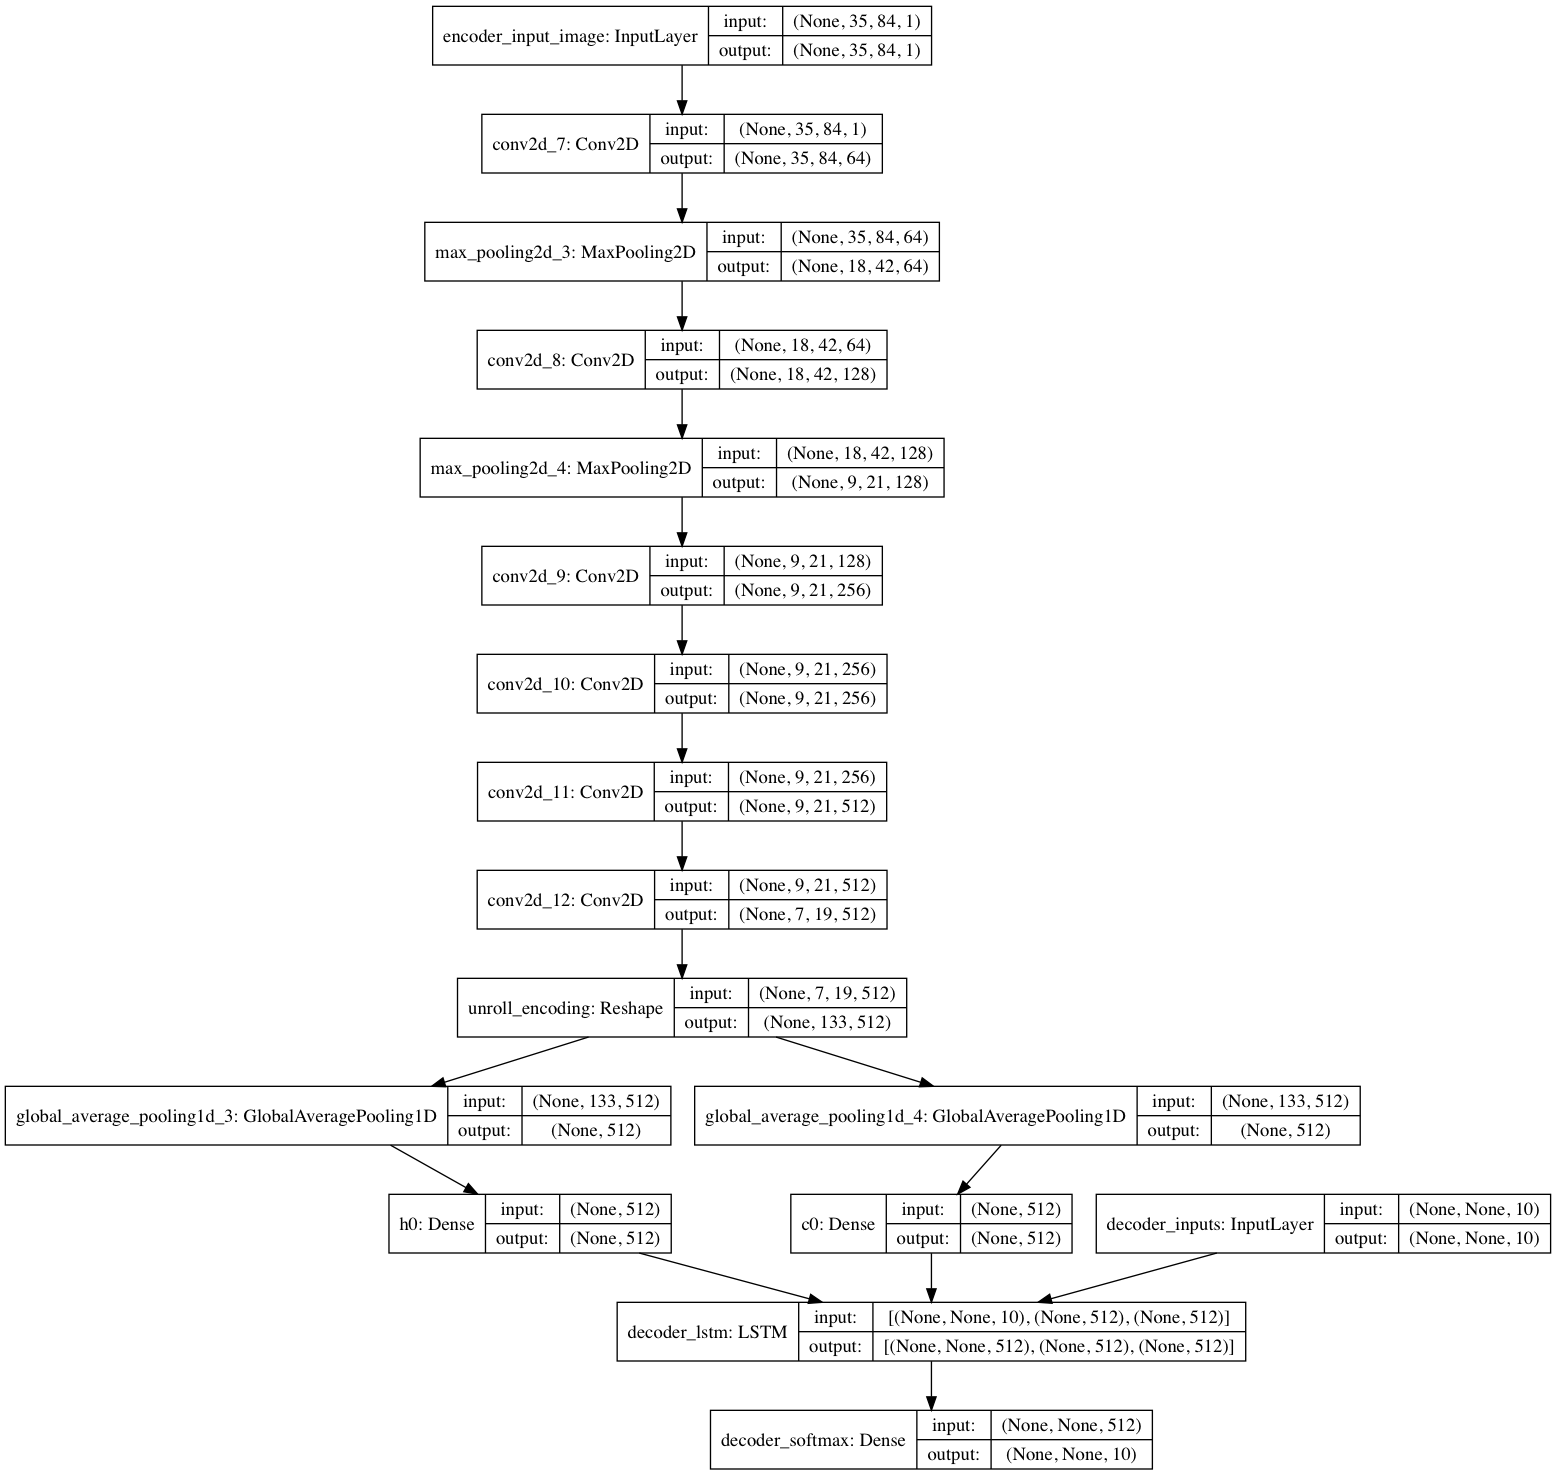 encoder_input_image: InputLayer
input: (None, 35, 84, 1)
output: (None, 35, 84, 1)
conv2d_7: Conv2D
input: (None, 35, 84, 1)
output: (None, 35, 84, 64)
max_pooling2d_3: MaxPooling2D
input: (None, 35, 84, 64)
output: (None, 18, 42, 64)
conv2d_8: Conv2D
input: (None, 18, 42, 64)
output: (None, 18, 42, 128)
max_pooling2d_4: MaxPooling2D
input: (None, 18, 42, 128)
output: (None, 9, 21, 128)
conv2d_9: Conv2D
input: (None, 9, 21, 128)
output: (None, 9, 21, 256)
conv2d_10: Conv2D
input: (None, 9, 21, 256)
output: (None, 9, 21, 256)
conv2d_11: Conv2D
input: (None, 9, 21, 256)
output: (None, 9, 21, 512)
conv2d_12: Conv2D
input: (None, 9, 21, 512)
output: (None, 7, 19, 512)
unroll_encoding: Reshape
input: (None, 7, 19, 512)
output: (None, 133, 512)
global_average_pooling1d_3: GlobalAveragePooling1D
input: (None, 133, 512)
output: (None, 512)
global_average_pooling1d_4: GlobalAveragePooling1D
input: (None, 133, 512)
output: (None, 512)
h0: Dense
input: (None, 512)
output: (None, 512)
c0: Dense
input: (None, 512)
output: (None, 512)
decoder_inputs: InputLayer
input: (None, None, 10)
output: (None, None, 10)
decoder_lstm: LSTM
input: [(None, None, 10), (None, 512), (None, 512)]
output: [(None, None, 512), (None, 512), (None, 512)]
decoder_softmax: Dense
input: (None, None, 512)
output: (None, None, 10)